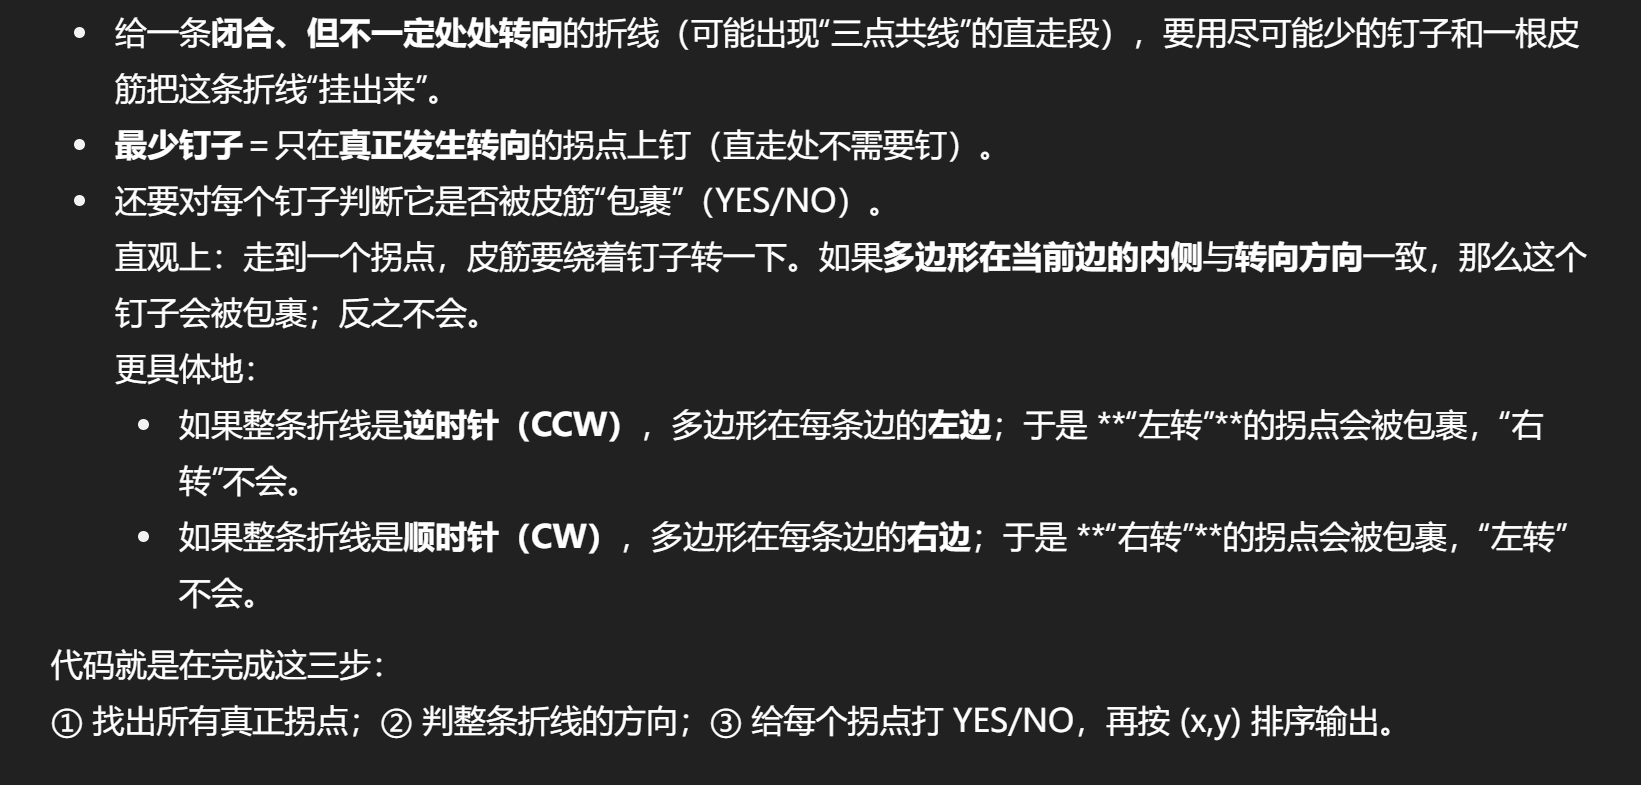 • 给一条闭合、但不一定处处转向的折线（可能出现“三点共线”的直走段），要用尽可能少的钉子和一根皮
筋把这条折线“挂出来”。
• 最少钉子 = 只在真正发生转向的拐点上钉（直走处不需要钉）。
• 还要对每个钉子判断它是否被皮筋“包裹”（YES/NO）。
直观上：走到一个拐点，皮筋要绕着钉子转一下。如果多边形在当前边的内侧与转向方向一致，那么这个
钉子会被包裹；反之不会。
更具体地：
• 如果整条折线是逆时针（CCW），多边形在每条边的左边；于是 **“左转”**的拐点会被包裹，“右
转”不会。
• 如果整条折线是顺时针（CW），多边形在每条边的右边；于是 **“右转”**的拐点会被包裹，“左转”
不会。
代码就是在完成这三步：
① 找出所有真正拐点；② 判整条折线的方向；③ 给每个拐点打 YES/NO，再按 (x,y) 排序输出。